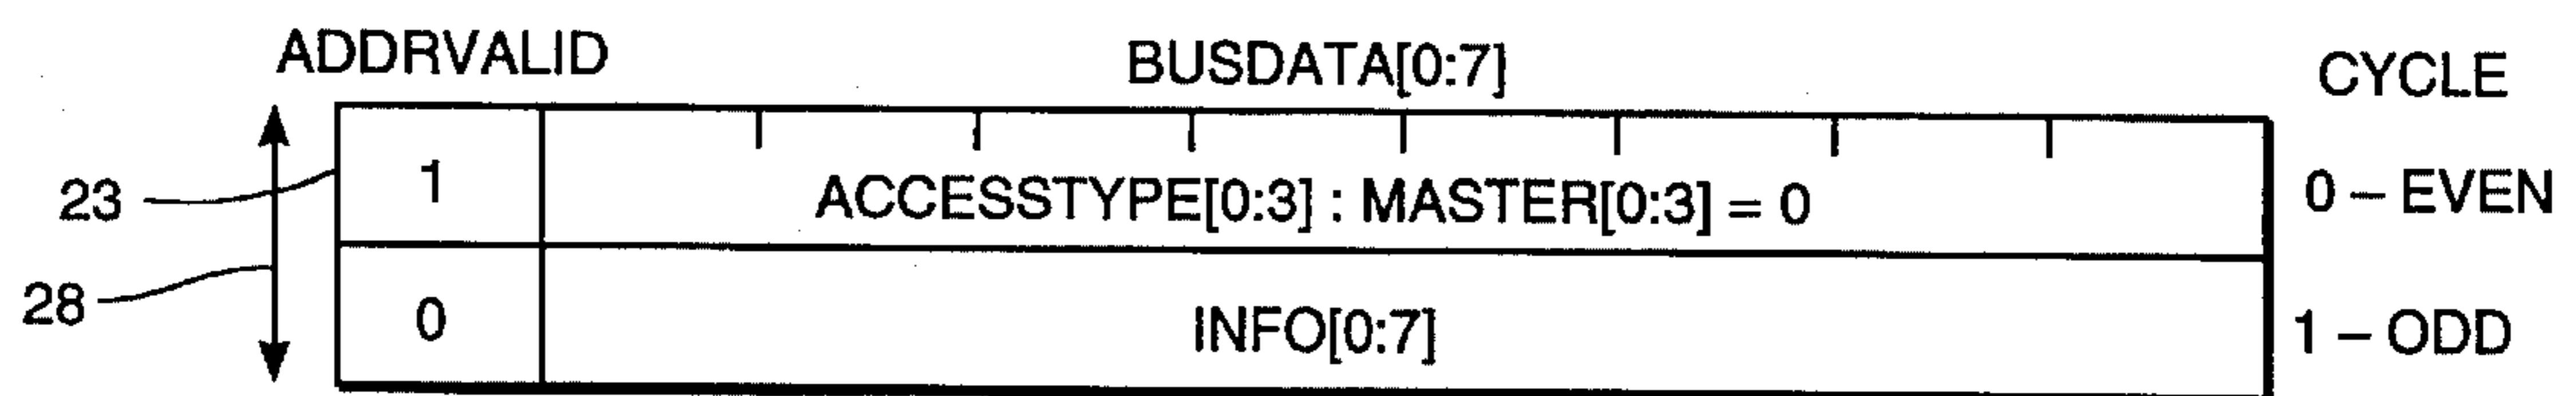 ADDRVALID BUSDATA[0:7] CYCLE
23 1 ACCESSTYPE[0:3] : MASTER[0:3] = 0 0 – EVEN
28 0 INFO[0:7] 1 – ODD